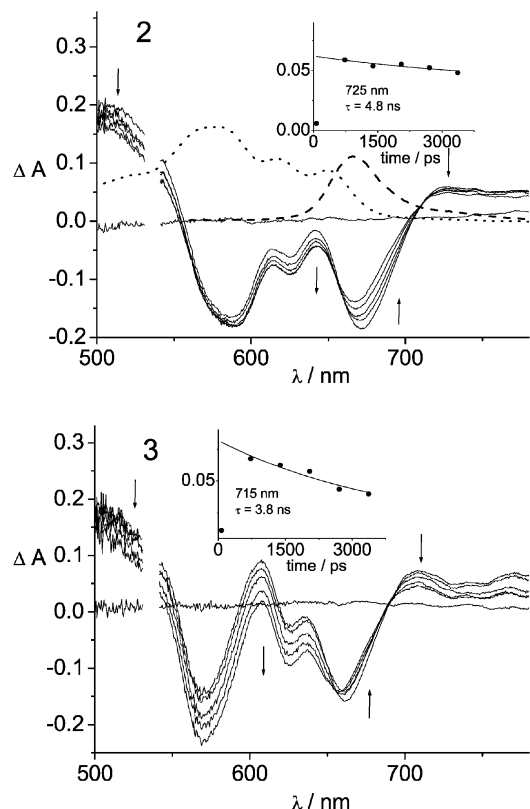 2
0.3
0.2
0.1
0.0
-0.1
-0.2
Δ A
0.05
0.00
725 nm
τ = 4.8 ns
0 1500 3000
time / ps
500 600 700
λ / nm
3
0.3
0.2
0.1
0.0
-0.1
-0.2
Δ A
0.05
715 nm
τ = 3.8 ns
0 1500 3000
time / ps
500 600 700
λ / nm